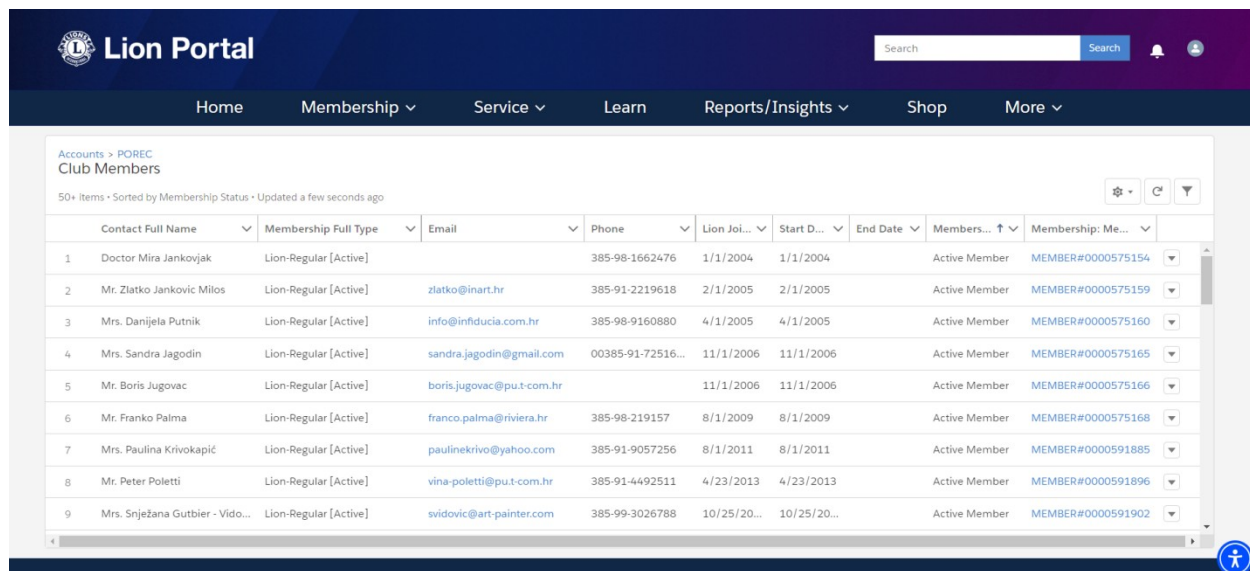 Lion Portal
Search Search
Home Membership Service Learn Reports/Insights Shop More
Accounts > POREC
Club Members
50+ items • Sorted by Membership Status • Updated a few seconds ago
Contact Full Name Membership Full Type Email Phone Lion Joi... Start D... End Date Members... ↑ Membership: Me...
1 Doctor Mira Jankovjak Lion-Regular [Active] 385-98-1662476 1/1/2004 1/1/2004 Active Member MEMBER#0000575154
2 Mr. Zlatko Jankovic Milos Lion-Regular [Active] zlatko@inart.hr 385-91-2219618 2/1/2005 2/1/2005 Active Member MEMBER#0000575159
3 Mrs. Danijela Putnik Lion-Regular [Active] info@infiducia.com.hr 385-98-9160880 4/1/2005 4/1/2005 Active Member MEMBER#0000575160
4 Mrs. Sandra Jagodin Lion-Regular [Active] sandra.jagodin@gmail.com 00385-91-72516... 11/1/2006 11/1/2006 Active Member MEMBER#0000575165
5 Mr. Boris Jugovac Lion-Regular [Active] boris.jugovac@pu.t-com.hr 11/1/2006 11/1/2006 Active Member MEMBER#0000575166
6 Mr. Franko Palma Lion-Regular [Active] franco.palma@riviera.hr 385-98-219157 8/1/2009 8/1/2009 Active Member MEMBER#0000575168
7 Mrs. Paulina Krivokapić Lion-Regular [Active] paulinekrivo@yahoo.com 385-91-9057256 8/1/2011 8/1/2011 Active Member MEMBER#0000591885
8 Mr. Peter Poletti Lion-Regular [Active] vina-poletti@pu.t-com.hr 385-91-4492511 4/23/2013 4/23/2013 Active Member MEMBER#0000591896
9 Mrs. Snježana Gutbier - Vido... Lion-Regular [Active] svidovic@art-painter.com 385-99-3026788 10/25/20... 10/25/20... Active Member MEMBER#0000591902